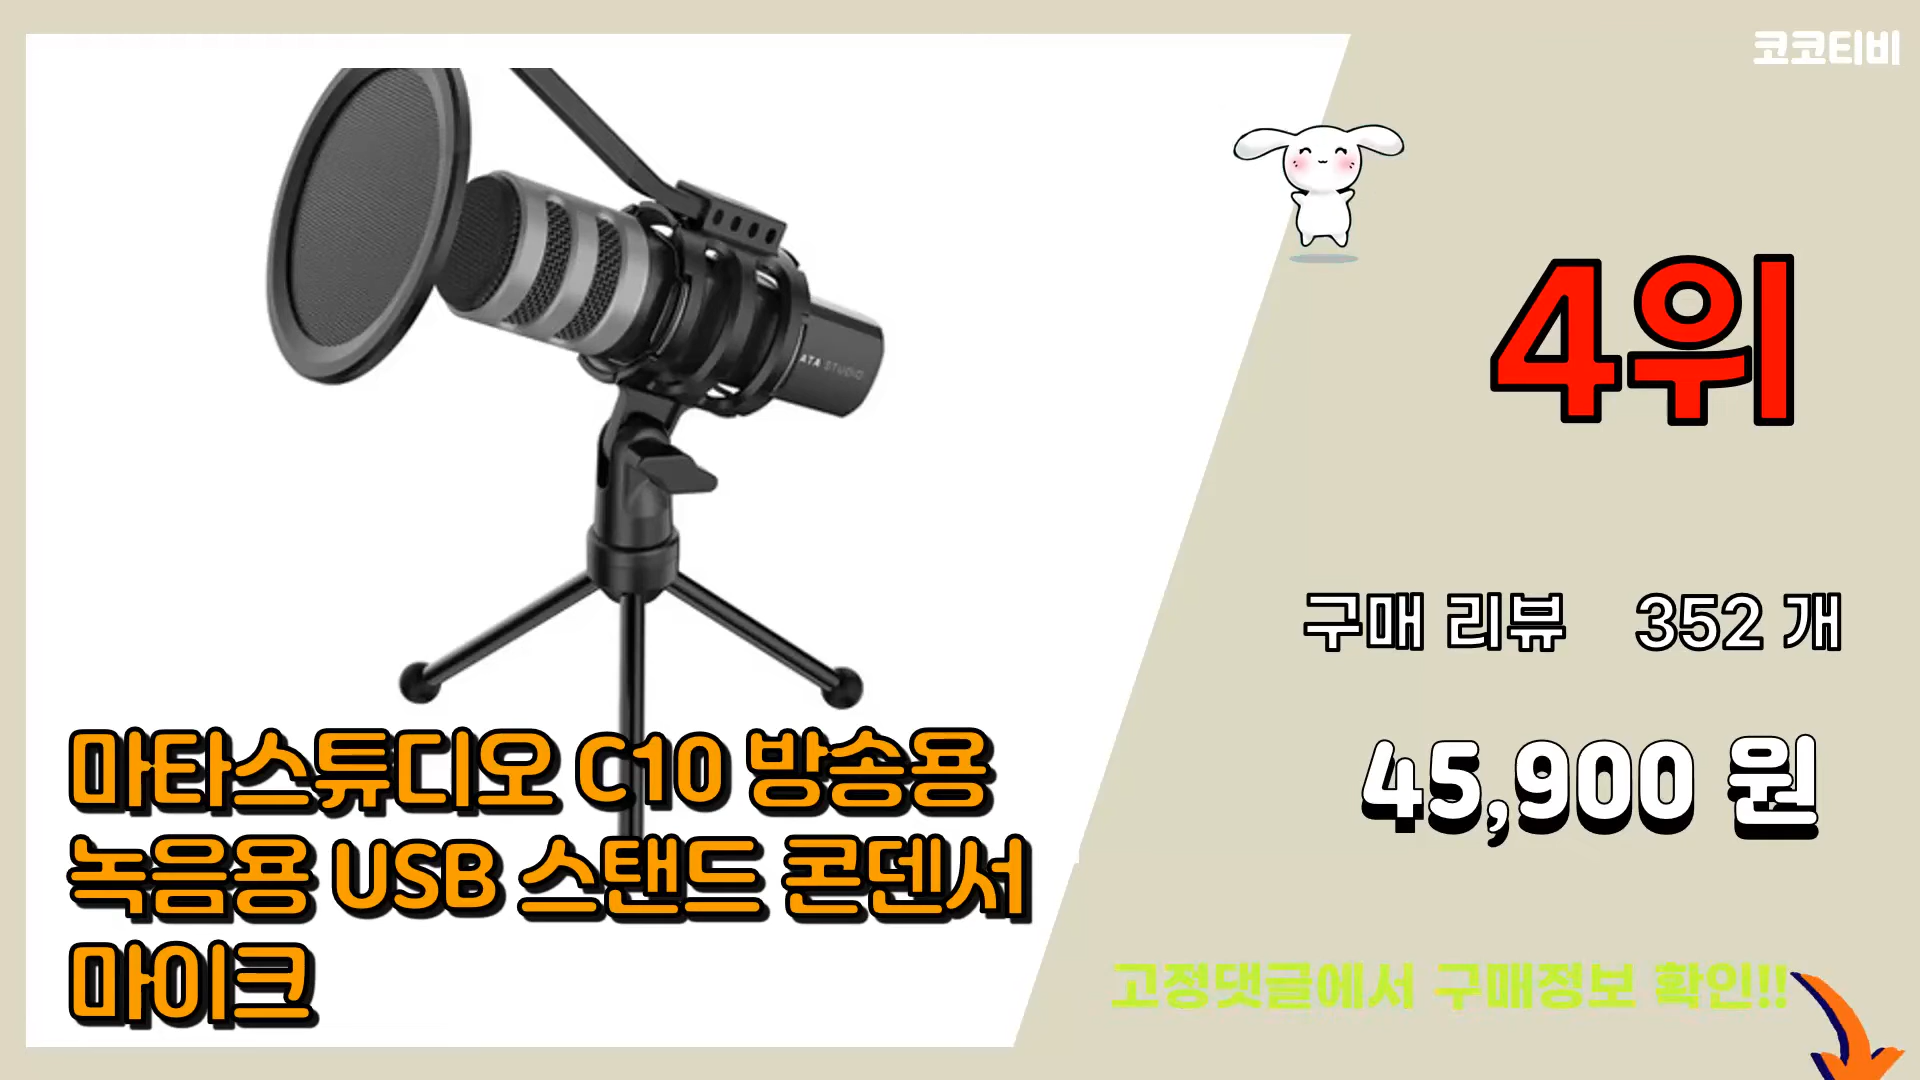 코코티비
4위
ATA STUDIO
구매 리뷰 352 개
45,900 원
마타스튜디오 C10 방송용
녹음용 USB 스탠드 콘덴서
마이크
고정댓글에서 구매정보 확인!!